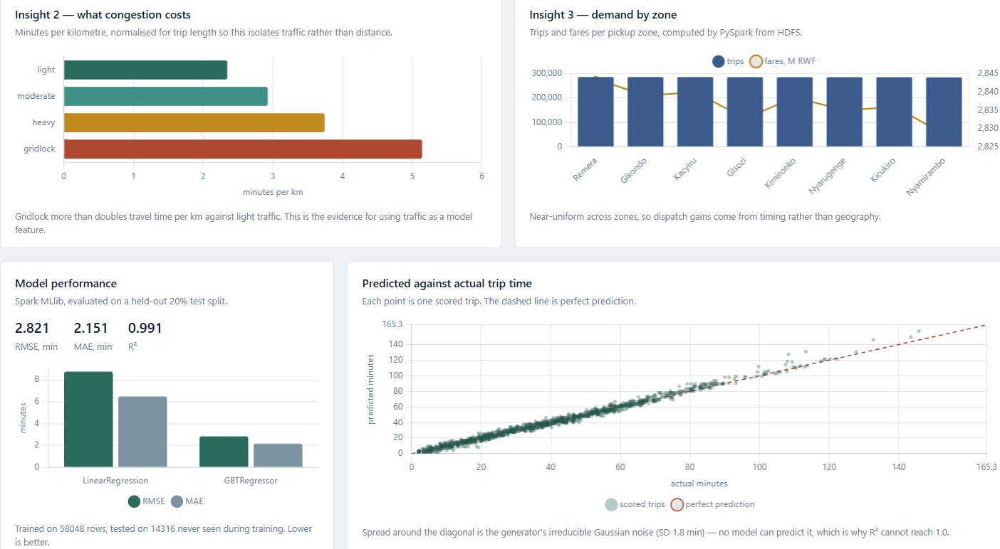 Insight 2 — what congestion costs
Minutes per kilometre, normalised for trip length so this isolates traffic rather than distance.
light
moderate
heavy
gridlock
0 1 2 3 4 5 6
minutes per km
Gridlock more than doubles travel time per km against light traffic. This is the evidence for using traffic as a model
feature.
Insight 3 — demand by zone
Trips and fares per pickup zone, computed by PySpark from HDFS.
trips fares, M RWF
300,000 2,845
200,000 2,840
2,835
100,000 2,830
0 2,825
Remera Gikondo Kacyiru Gisozi Kimironko Nyarugenge Kicukiro Nyamirambo
Near-uniform across zones, so dispatch gains come from timing rather than geography.
Model performance
Spark MLlib, evaluated on a held-out 20% test split.
2.821 2.151 0.991
RMSE, min MAE, min R²
8
6
4
2
0
minutes
LinearRegression GBTRegressor
RMSE MAE
Trained on 58048 rows, tested on 14316 never seen during training. Lower
is better.
Predicted against actual trip time
Each point is one scored trip. The dashed line is perfect prediction.
165.3
140
120
100
80
60
40
20
0
predicted minutes
0 20 40 60 80 100 120 140 165.3
actual minutes
scored trips perfect prediction
Spread around the diagonal is the generator's irreducible Gaussian noise (SD 1.8 min) — no model can predict it, which is why R² cannot reach 1.0.